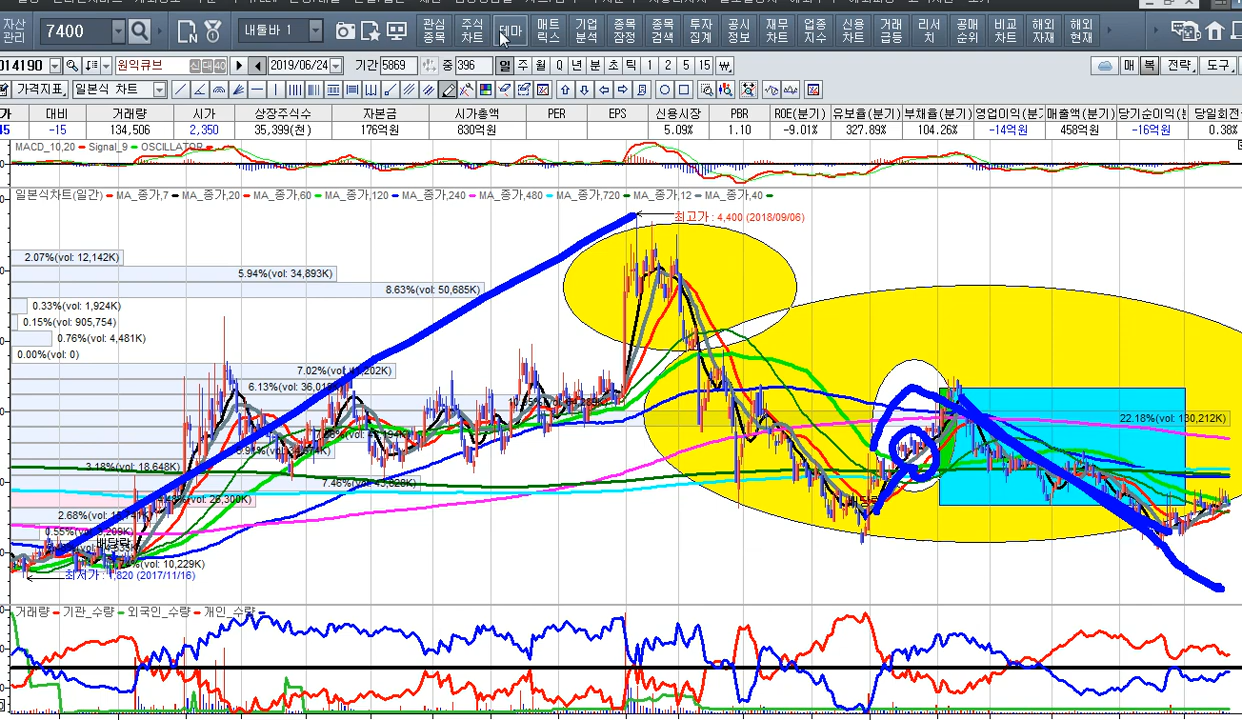 자산 관리 7400 내툴바 1 관심 종목 주식 차트 테마 매트 릭스 기업 분석 종목 잠정 종목 검색 투자 집계 공시 정보 재무 차트 업종 지수 신용 차트 거래 급등 리서 치 공매 순위 비교 차트 해외 자재 해외 현재
014190 원익큐브 신 대 40 2019/06/24 기간 5869 중 396 일 주 월 Q 년 분 초 틱 1 2 5 15 매 복 전략 도구
가격지표 일본식 차트
대비 거래량 시가 상장주식수 자본금 시가총액 PER EPS 신용시장 PBR ROE(분기) 유보율(분기) 부채율(분기) 영업이익(분기 매출액(분기) 당기순이익(분 당일회전
-15 134,506 2,350 35,399(천) 176억원 830억원 5.09% 1.10 -9.01% 327.89% 104.26% -14억원 458억원 -16억원 0.38%
MACD_10,20 Signal_9 OSCILLATOR
일본식차트(일간) MA_종가,7 MA_종가,20 MA_종가,60 MA_종가,120 MA_종가,240 MA_종가,480 MA_종가,720 MA_종가,12 MA_종가,40
최고가 : 4,400 (2018/09/06)
2.07%(vol: 12,142K)
5.94%(vol: 34,893K)
8.63%(vol: 50,685K)
0.33%(vol: 1,924K)
0.15%(vol: 905,754)
0.76%(vol: 4,481K)
0.00%(vol: 0)
22.18%(vol: 130,212K)
3.18%(vol: 18,648K)
배당락
최저가 : 1,820 (2017/11/16)
거래량 기관_수량 외국인_수량 개인_수량